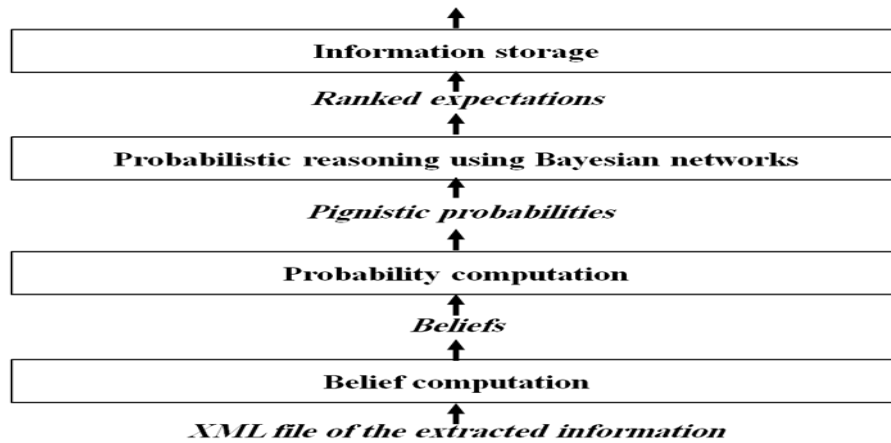 Information storage
Ranked expectations
Probabilistic reasoning using Bayesian networks
Pignistic probabilities
Probability computation
Beliefs
Belief computation
XML file of the extracted information